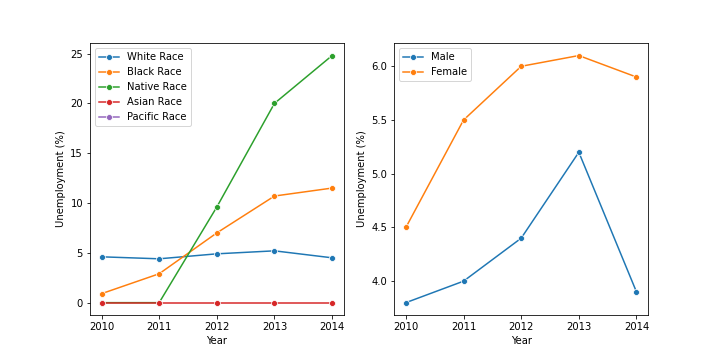 White Race
Black Race
Native Race
Asian Race
Pacific Race
Unemployment (%)
25
20
15
10
5
0
2010 2011 2012 2013 2014
Year
Male
Female
Unemployment (%)
6.0
5.5
5.0
4.5
4.0
2010 2011 2012 2013 2014
Year